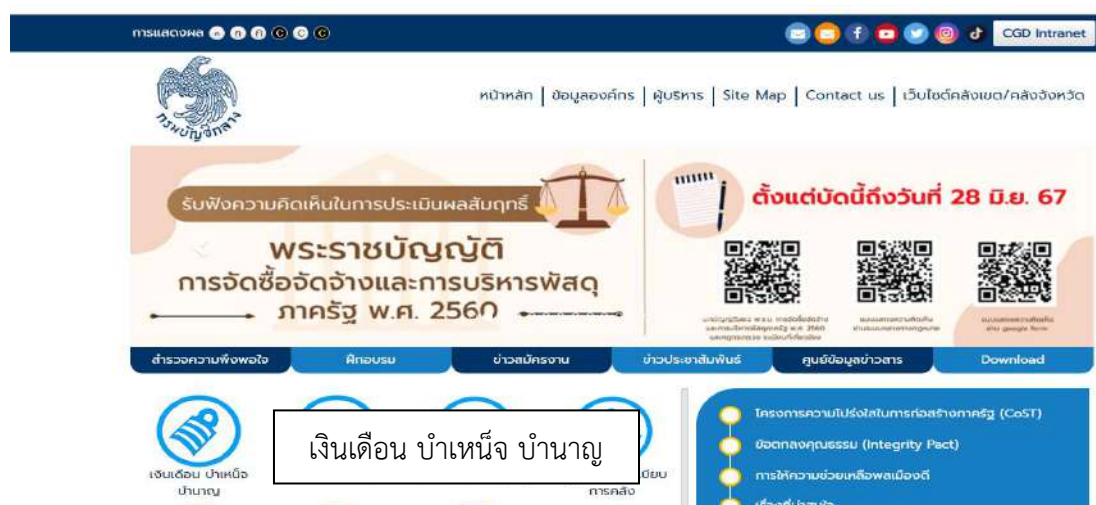 การแสดงผล ก ก ก C C C
CGD Intranet
กรมบัญชีกลาง
หน้าหลัก | ข้อมูลองค์กร | ผู้บริหาร | Site Map | Contact us | เว็บไซต์คลังเขต/คลังจังหวัด
รับฟังความคิดเห็นในการประเมินผลสัมฤทธิ์
พระราชบัญญัติ
การจัดซื้อจัดจ้างและการบริหารพัสดุ
ภาครัฐ พ.ศ. 2560
ตั้งแต่บัดนี้ถึงวันที่ 28 มิ.ย. 67
สำรวจความพึงพอใจ
ฝึกอบรม
ข่าวสมัครงาน
ข่าวประชาสัมพันธ์
ศูนย์ข้อมูลข่าวสาร
Download
เงินเดือน บำเหน็จ
บำนาญ
เงินเดือน บำเหน็จ บำนาญ
การคลัง
โครงการความโปร่งใสในการก่อสร้างภาครัฐ (CoST)
ข้อตกลงคุณธรรม (Integrity Pact)
การให้ความช่วยเหลือพลเมืองดี